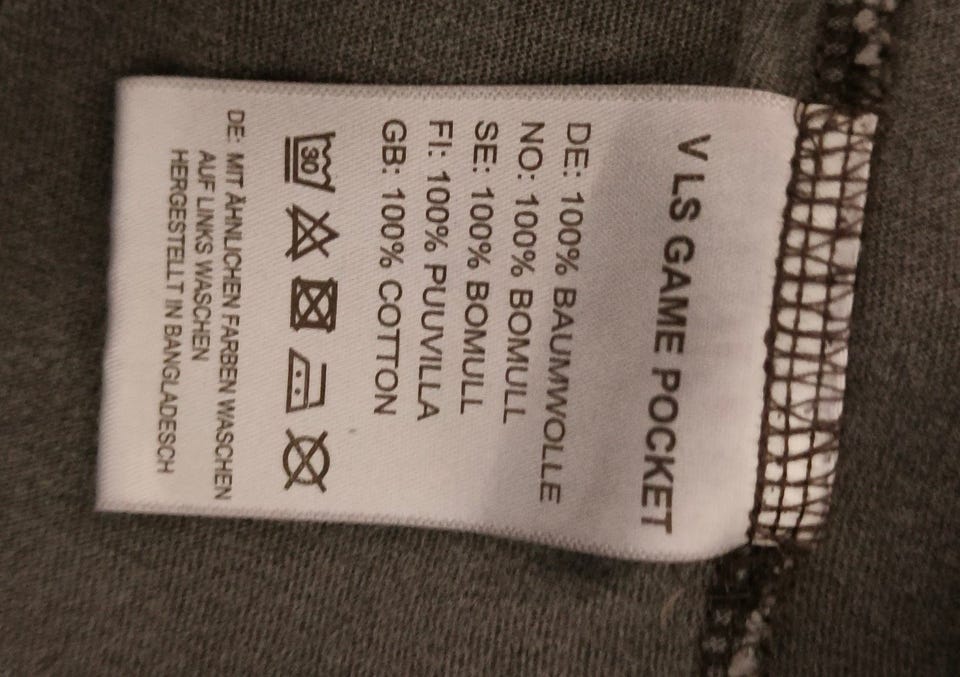 V LS GAME POCKET
DE: 100% BAUMWOLLE
NO: 100% BOMULL
SE: 100% BOMULL
FI: 100% PUUVILLA
GB: 100% COTTON
30
DE: MIT ÄHNLICHEN FARBEN WASCHEN
AUF LINKS WASCHEN
HERGESTELLT IN BANGLADESCH